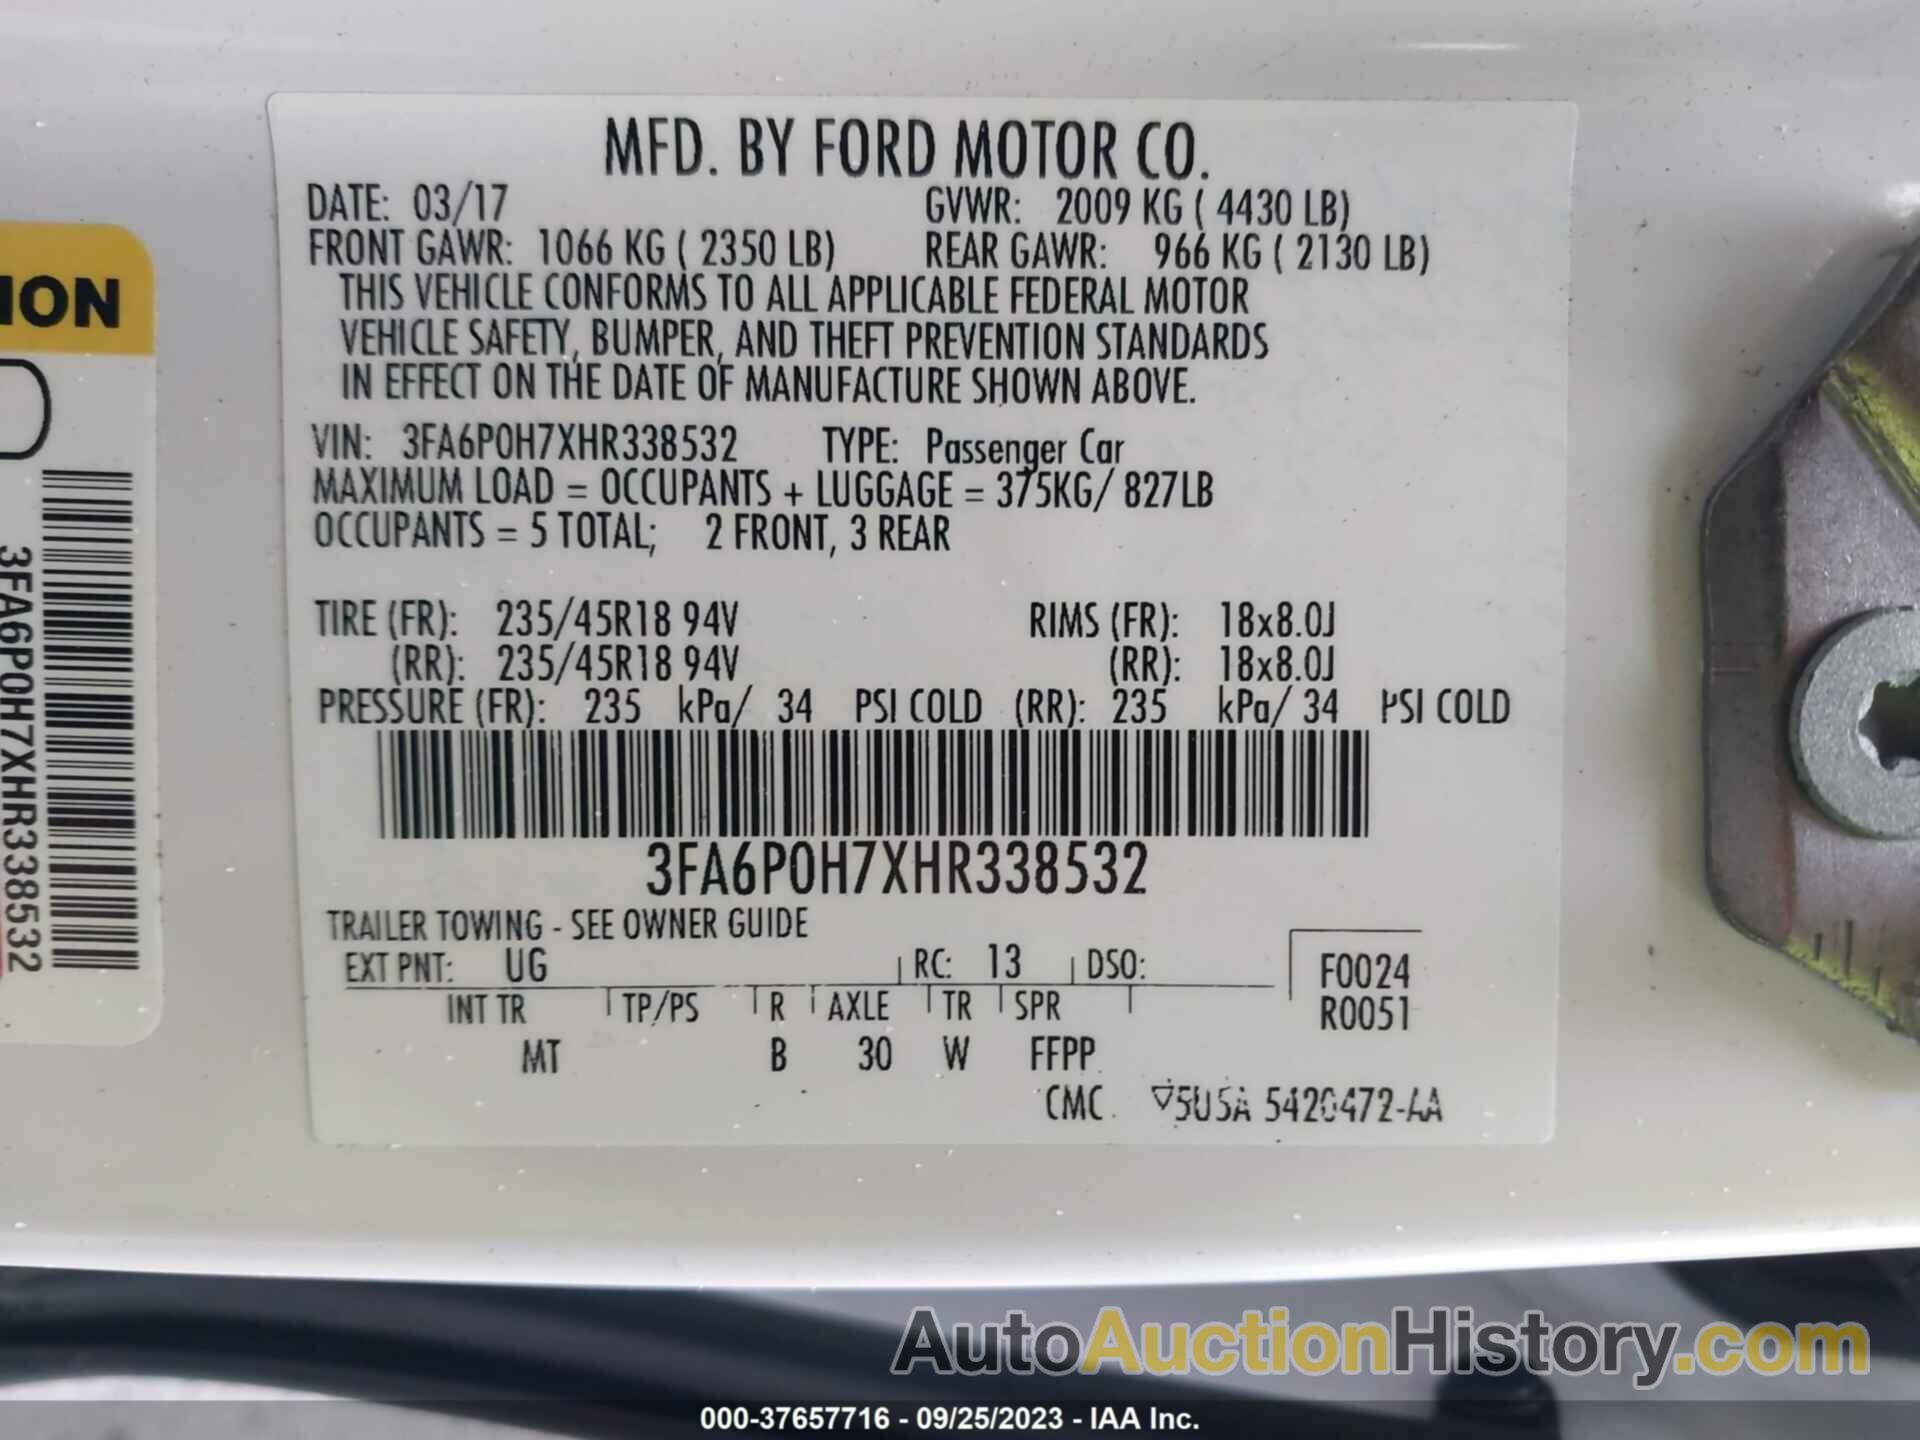 MFD. BY FORD MOTOR CO.
DATE: 03/17 GVWR: 2009 KG ( 4430 LB)
FRONT GAWR: 1066 KG ( 2350 LB) REAR GAWR: 966 KG ( 2130 LB)
THIS VEHICLE CONFORMS TO ALL APPLICABLE FEDERAL MOTOR
VEHICLE SAFETY, BUMPER, AND THEFT PREVENTION STANDARDS
IN EFFECT ON THE DATE OF MANUFACTURE SHOWN ABOVE.
VIN: 3FA6P0H7XHR338532 TYPE: Passenger Car
MAXIMUM LOAD = OCCUPANTS + LUGGAGE = 375KG/ 827LB
OCCUPANTS = 5 TOTAL; 2 FRONT, 3 REAR
TIRE (FR): 235/45R18 94V RIMS (FR): 18x8.0J
(RR): 235/45R18 94V (RR): 18x8.0J
PRESSURE (FR): 235 kPa/ 34 PSI COLD (RR): 235 kPa/ 34 PSI COLD
3FA6P0H7XHR338532
TRAILER TOWING - SEE OWNER GUIDE
EXT PNT: UG RC: 13 DSO:
F0024
R0051
INT TR TP/PS R AXLE TR SPR
MT B 30 W FFPP
CMC ▽5U5A 5420472-AA
ION
3FA6P0H7XHR338532
AutoAuctionHistory.com
000-37657716 - 09/25/2023 - IAA Inc.